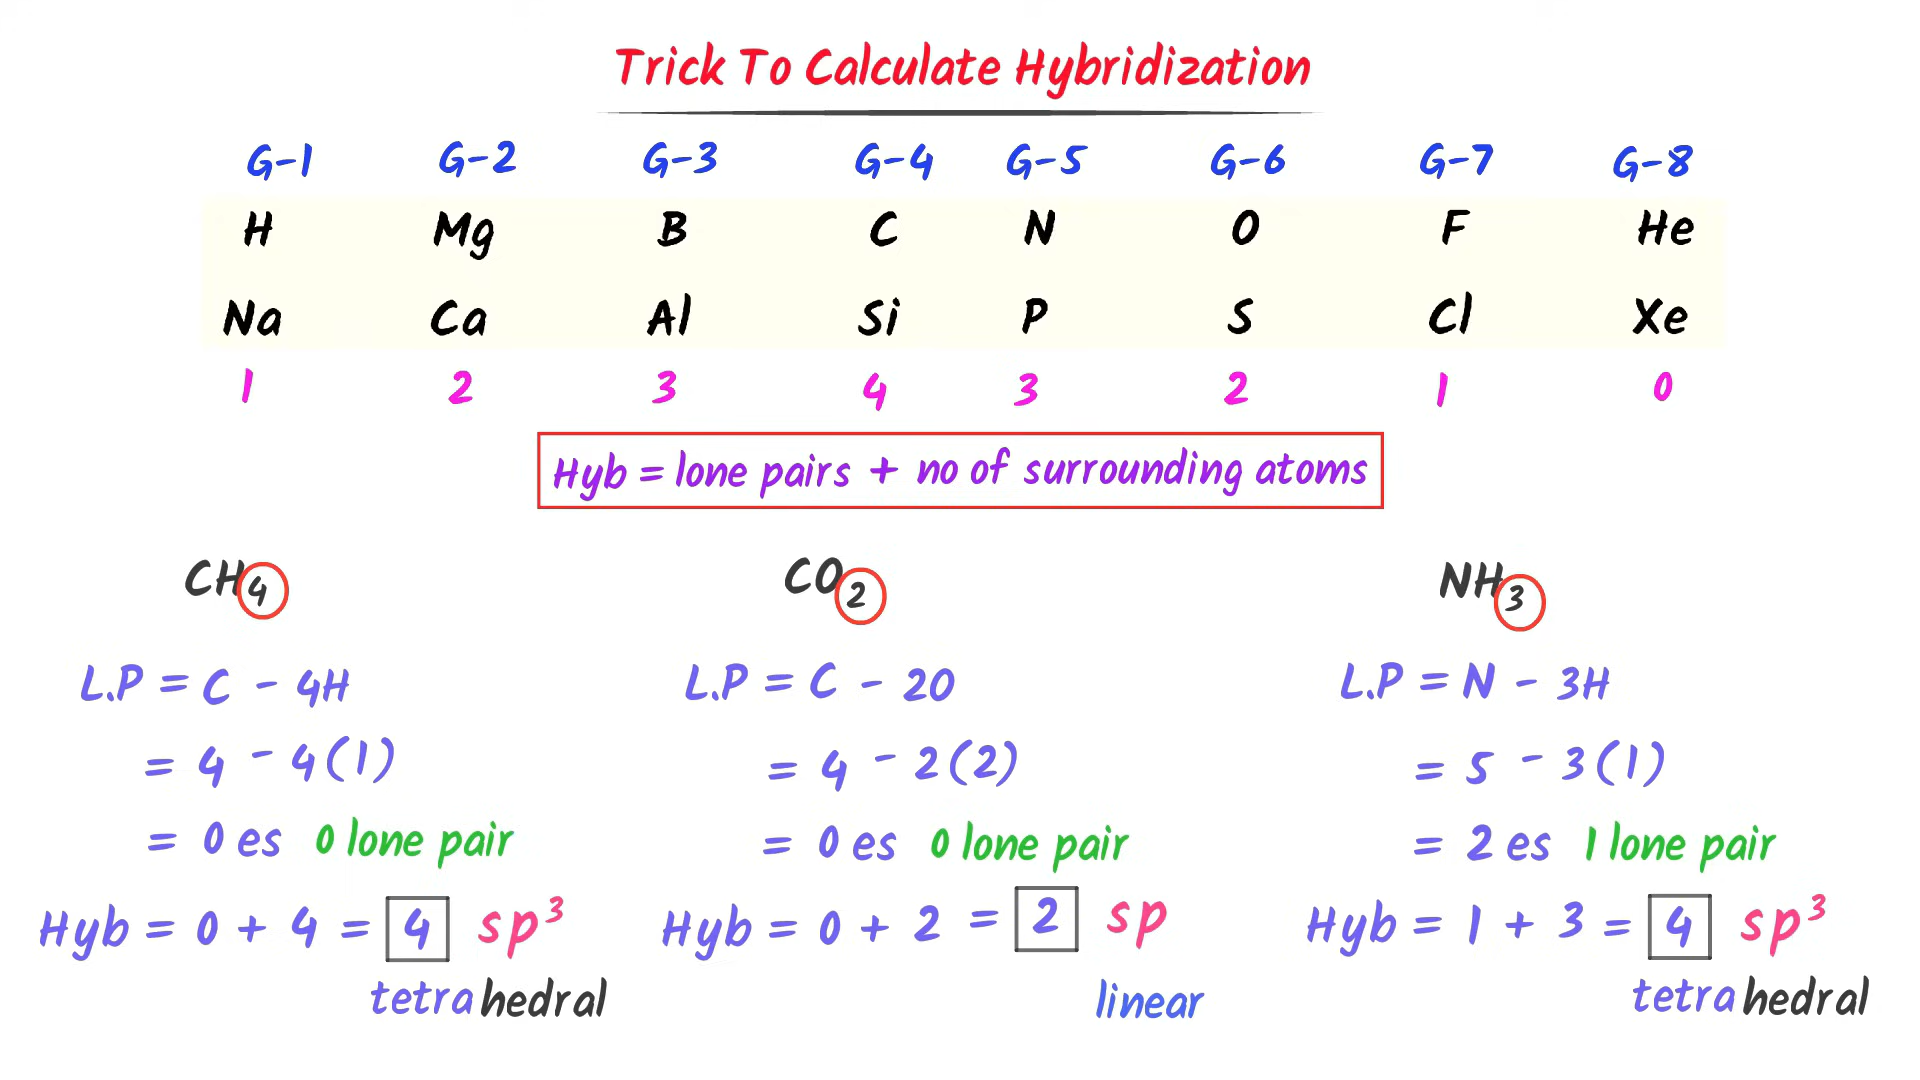 Trick To Calculate Hybridization
G-1 G-2 G-3 G-4 G-5 G-6 G-7 G-8
H Mg B C N O F He
Na Ca Al Si P S Cl Xe
1 2 3 4 3 2 1 0
Hyb = lone pairs + no of surrounding atoms
CH₄ CO₂ NH₃
L.P = C - 4H L.P = C - 2O L.P = N - 3H
= 4 - 4(1) = 4 - 2(2) = 5 - 3(1)
= 0 es 0 lone pair = 0 es 0 lone pair = 2 es 1 lone pair
Hyb = 0 + 4 = 4 sp³ Hyb = 0 + 2 = 2 sp Hyb = 1 + 3 = 4 sp³
tetrahedral linear tetrahedral